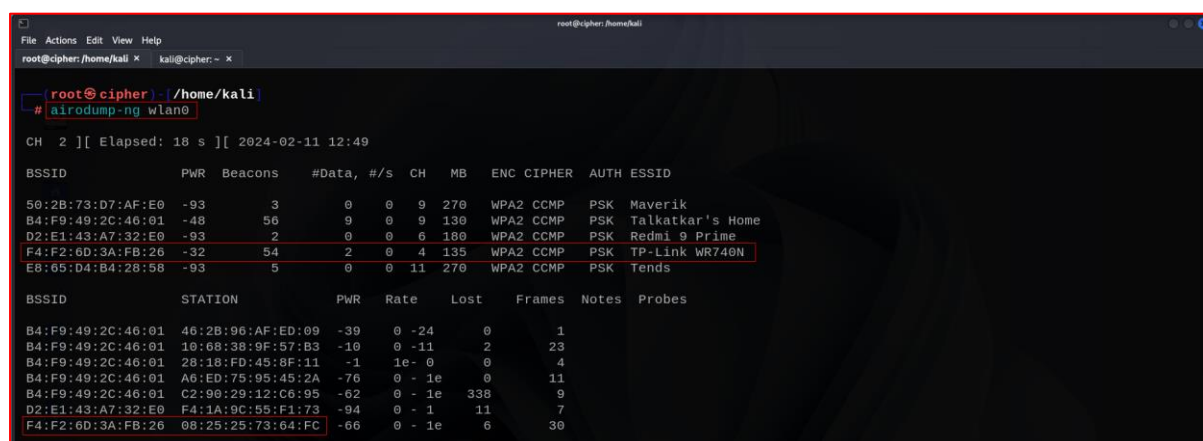 root@cipher: /home/kali
File Actions Edit View Help
root@cipher: /home/kali × kali@cipher: ~ ×
(root㉿cipher)-[/home/kali]
# airodump-ng wlan0
CH 2 ][ Elapsed: 18 s ][ 2024-02-11 12:49
BSSID PWR Beacons #Data, #/s CH MB ENC CIPHER AUTH ESSID
50:2B:73:D7:AF:E0 -93 3 0 0 9 270 WPA2 CCMP PSK Maverik
B4:F9:49:2C:46:01 -48 56 9 0 9 130 WPA2 CCMP PSK Talkatkar's Home
D2:E1:43:A7:32:E0 -93 2 0 0 6 180 WPA2 CCMP PSK Redmi 9 Prime
F4:F2:6D:3A:FB:26 -32 54 2 0 4 135 WPA2 CCMP PSK TP-Link WR740N
E8:65:D4:B4:28:58 -93 5 0 0 11 270 WPA2 CCMP PSK Tends
BSSID STATION PWR Rate Lost Frames Notes Probes
B4:F9:49:2C:46:01 46:2B:96:AF:ED:09 -39 0 -24 0 1
B4:F9:49:2C:46:01 10:68:38:9F:57:B3 -10 0 -11 2 23
B4:F9:49:2C:46:01 28:18:FD:45:8F:11 -1 1e- 0 0 4
B4:F9:49:2C:46:01 A6:ED:75:95:45:2A -76 0 - 1e 0 11
B4:F9:49:2C:46:01 C2:90:29:12:C6:95 -62 0 - 1e 338 9
D2:E1:43:A7:32:E0 F4:1A:9C:55:F1:73 -94 0 - 1 11 7
F4:F2:6D:3A:FB:26 08:25:25:73:64:FC -66 0 - 1e 6 30